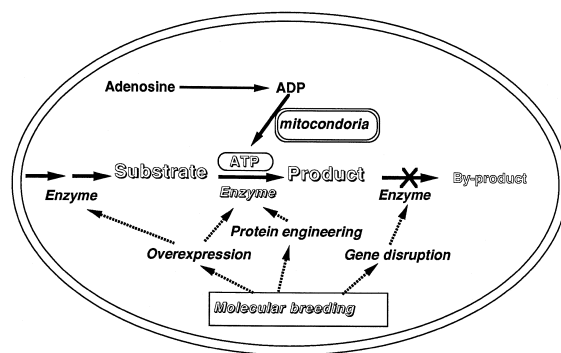 Adenosine
ADP
mitocondoria
ATP
Substrate
Product
Enzyme
Enzyme
Enzyme
By-product
Protein engineering
Overexpression
Gene disruption
Molecular breeding